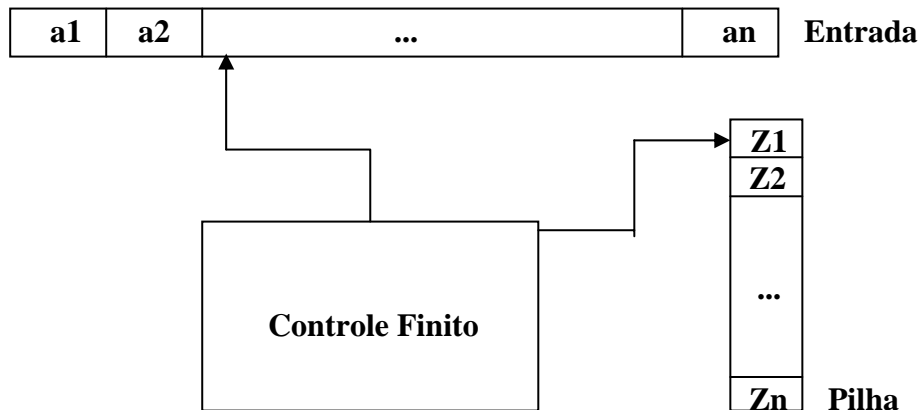 a1 a2 ... an Entrada
Z1
Z2
...
Controle Finito
Zn Pilha